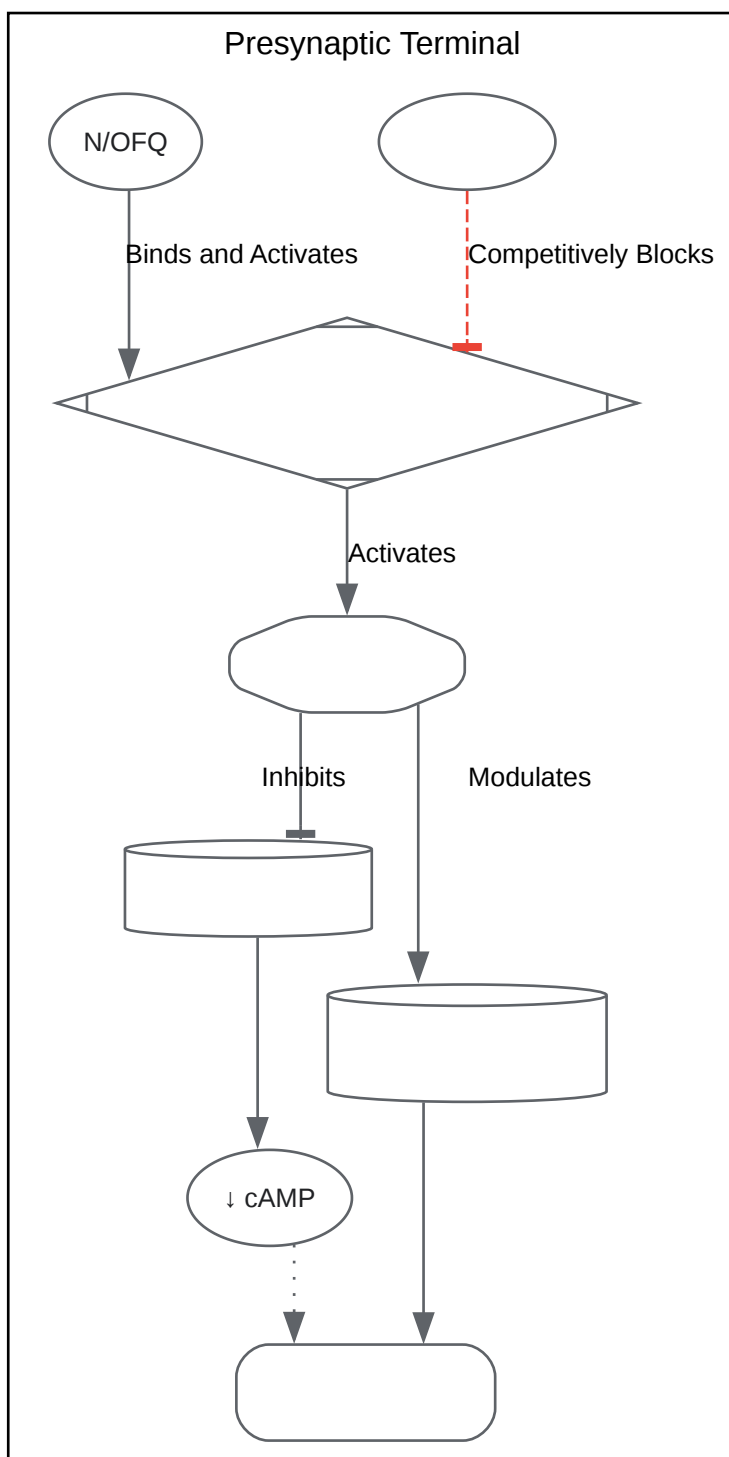 Presynaptic Terminal
N/OFQ
Binds and Activates
Competitively Blocks
Activates
Inhibits
Modulates
↓ cAMP